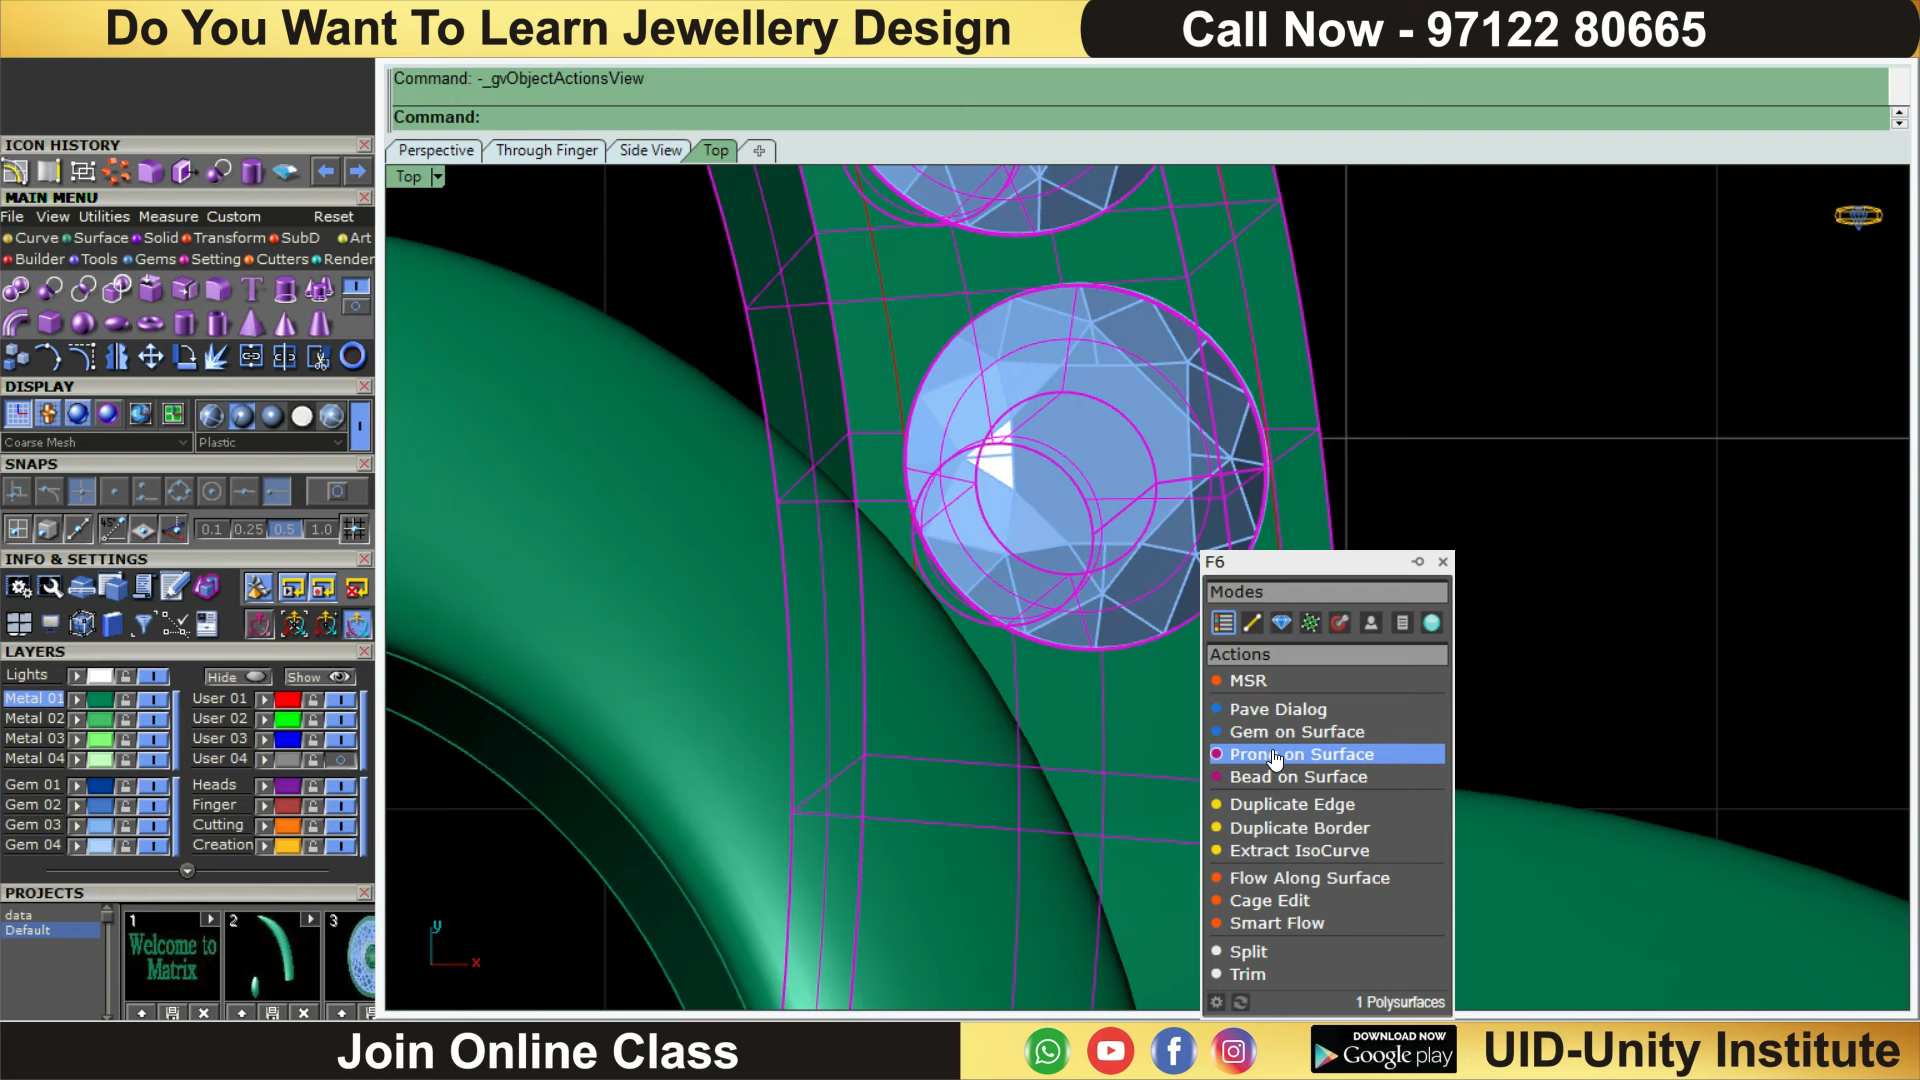 Do You Want To Learn Jewellery Design
Call Now - 97122 80665
Command: -_gvObjectActionsView
Command:
Perspective
Through Finger
Side View
Top
Top
ICON HISTORY
MAIN MENU
File View Utilities Measure Custom Reset
Curve Surface Solid Transform SubD Art
Builder Tools Gems Setting Cutters Render
DISPLAY
Coarse Mesh
Plastic
SNAPS
0.1 0.25 0.5 1.0
INFO & SETTINGS
LAYERS
Lights
Hide
Show
Metal 01
User 01
Metal 02
User 02
Metal 03
User 03
Metal 04
User 04
Gem 01
Heads
Gem 02
Finger
Gem 03
Cutting
Gem 04
Creation
PROJECTS
data
Default
1
Welcome to
Matrix
2
3
y
x
F6
Modes
Actions
MSR
Pave Dialog
Gem on Surface
Prong on Surface
Bead on Surface
Duplicate Edge
Duplicate Border
Extract IsoCurve
Flow Along Surface
Cage Edit
Smart Flow
Split
Trim
1 Polysurfaces
Join Online Class
DOWNLOAD NOW
Google play
UID-Unity Institute